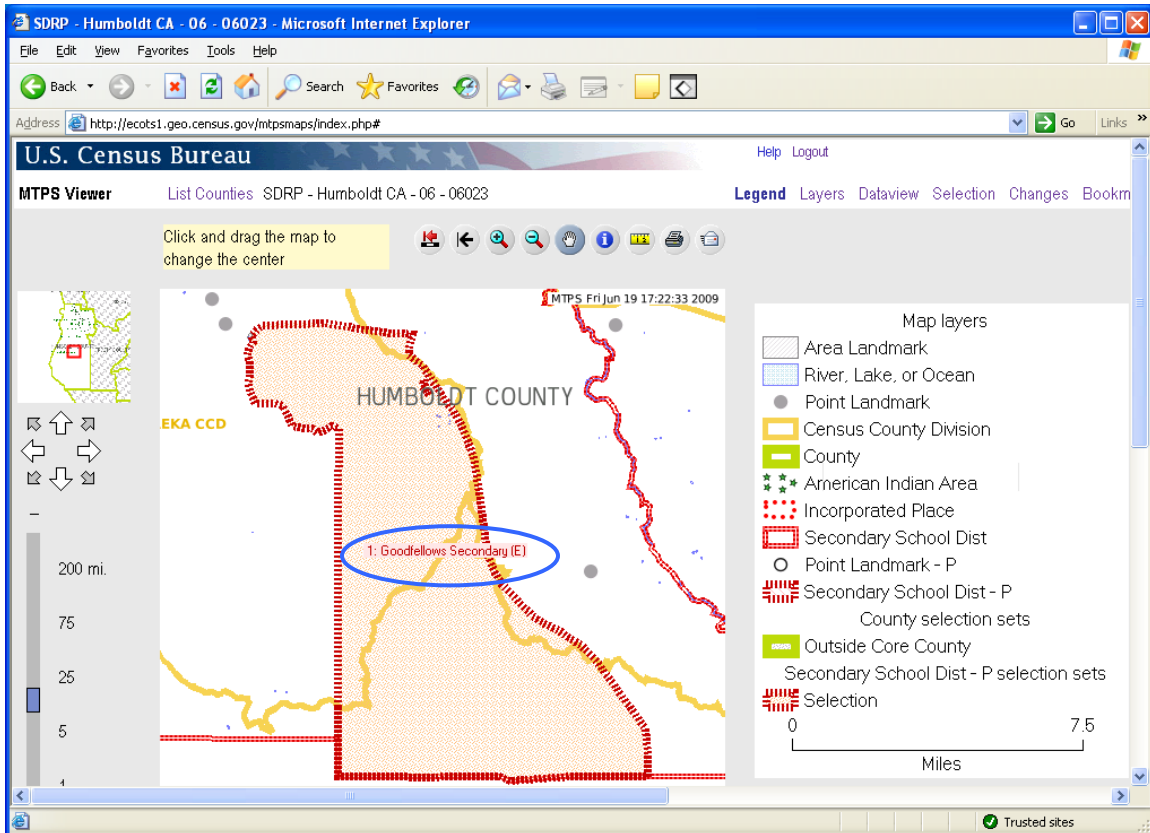 SDRP - Humboldt CA - 06 - 06023 - Microsoft Internet Explorer
File Edit View Favorites Tools Help
Back Search Favorites
Address http://ecots1.geo.census.gov/mtpsmaps/index.php# Go Links »
U.S. Census Bureau Help Logout
MTPS Viewer List Counties SDRP - Humboldt CA - 06 - 06023 Legend Layers Dataview Selection Changes Bookm
Click and drag the map to
change the center
MTPS Fri Jun 19 17:22:33 2009
HUMBOLDT COUNTY
EKA CCD
1: Goodfellows Secondary (E)
200 mi.
75
25
5
1
Map layers
Area Landmark
River, Lake, or Ocean
Point Landmark
Census County Division
County
American Indian Area
Incorporated Place
Secondary School Dist
Point Landmark - P
Secondary School Dist - P
County selection sets
Outside Core County
Secondary School Dist - P selection sets
Selection
0 7.5
Miles
Trusted sites